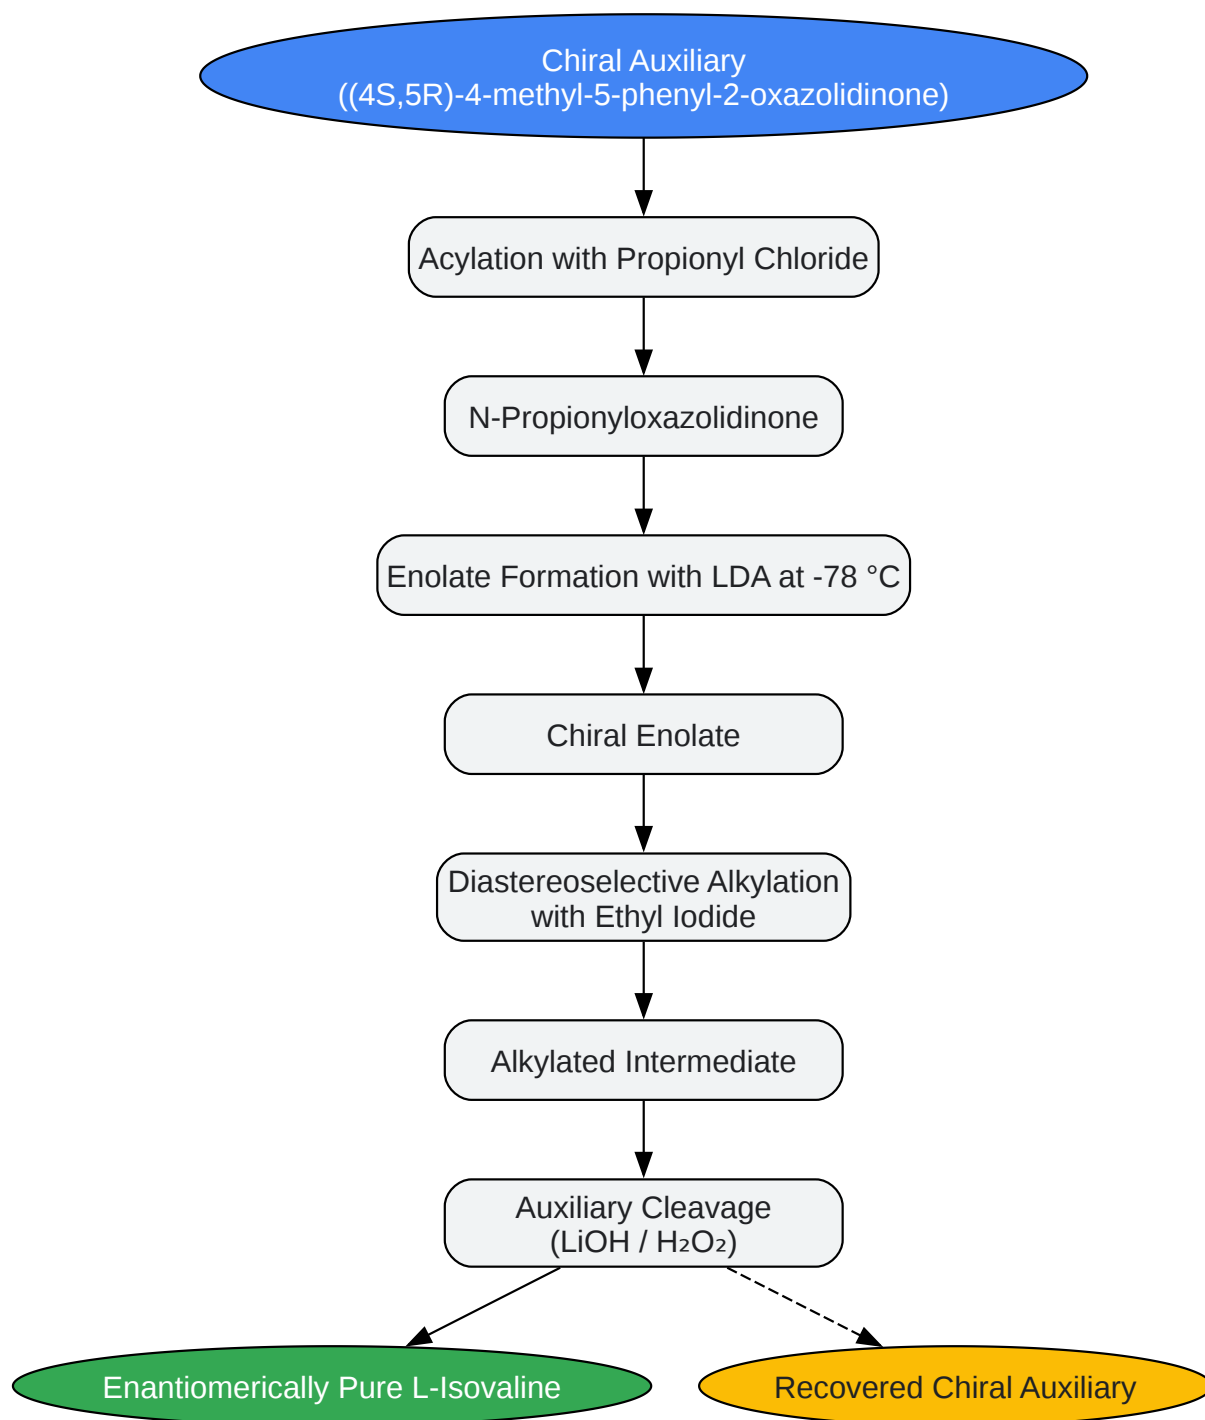 Chiral Auxiliary
((4S,5R)-4-methyl-5-phenyl-2-oxazolidinone)
Acylation with Propionyl Chloride
N-Propionyloxazolidinone
Enolate Formation with LDA at -78 °C
Chiral Enolate
Diastereoselective Alkylation
with Ethyl Iodide
Alkylated Intermediate
Auxiliary Cleavage
(LiOH / H₂O₂)
Enantiomerically Pure L-Isovaline
Recovered Chiral Auxiliary